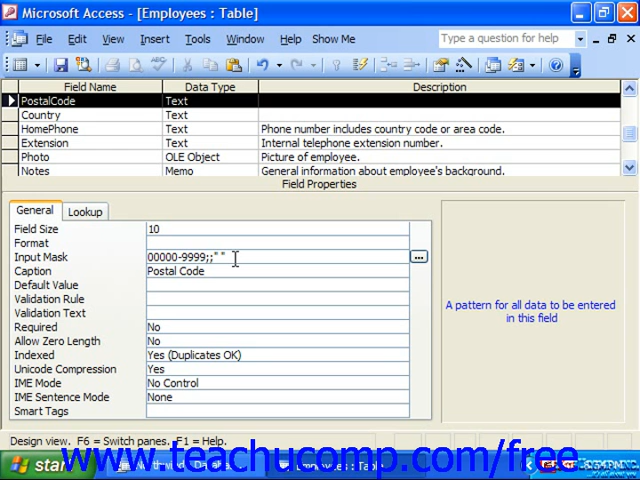 Microsoft Access - [Employees : Table]
File Edit View Insert Tools Window Help Show Me Type a question for help
Field Name Data Type Description
PostalCode Text
Country Text
HomePhone Text Phone number includes country code or area code.
Extension Text Internal telephone extension number.
Photo OLE Object Picture of employee.
Notes Memo General information about employee's background.
Field Properties
General Lookup
Field Size 10
Format
Input Mask 00000-9999;;" " ...
Caption Postal Code
Default Value
Validation Rule
Validation Text
Required No
Allow Zero Length No
Indexed Yes (Duplicates OK)
Unicode Compression Yes
IME Mode No Control
IME Sentence Mode None
Smart Tags
A pattern for all data to be entered
in this field
Design view. F6 = Switch panes. F1 = Help.
www.teachucomp.com/free
start
Employees : Table